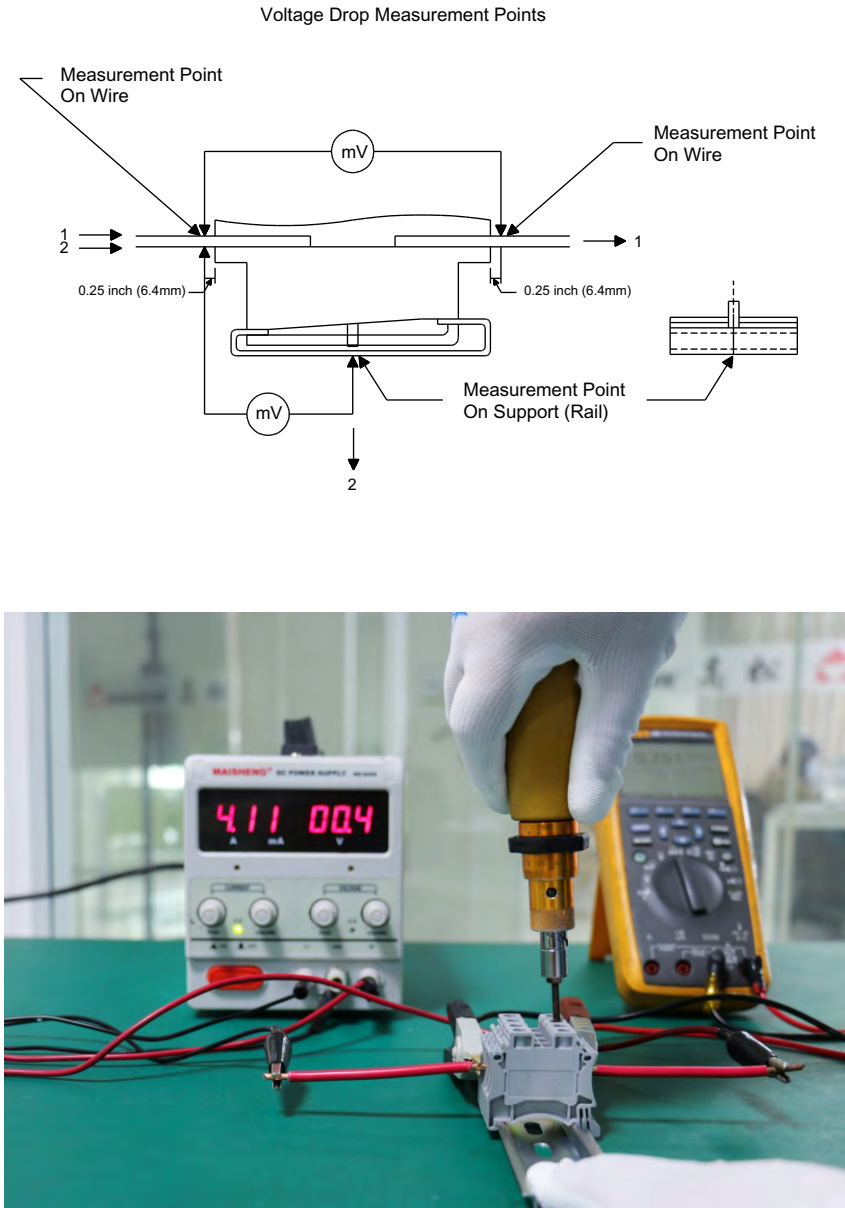 Voltage Drop Measurement Points
Measurement Point
On Wire
mV
Measurement Point
On Wire
1
2
1
0.25 inch (6.4mm)
0.25 inch (6.4mm)
Measurement Point
On Support (Rail)
mV
2
MAISHENG® DC POWER SUPPLY
4.11 00.4
A mA V
CURRENT VOLTAGE